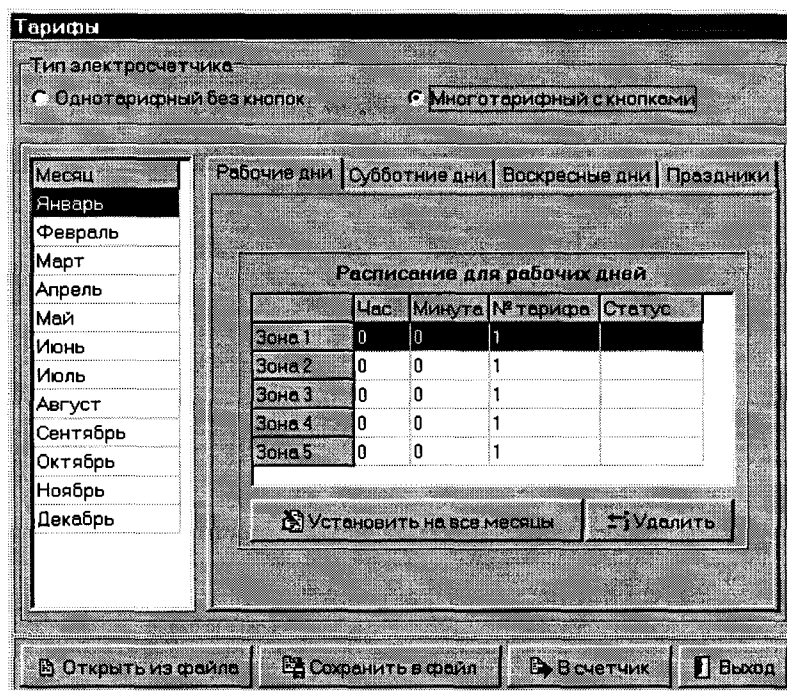 Тарифы
Тип электросчетчика
Однотарифный без кнопок Многотарифный с кнопками
Месяц
Январь
Февраль
Март
Апрель
Май
Июнь
Июль
Август
Сентябрь
Октябрь
Ноябрь
Декабрь
Рабочие дни Субботние дни Воскресные дни Праздники
Расписание для рабочих дней
Час Минута № тарифа Статус
Зона 1 0 0 1
Зона 2 0 0 1
Зона 3 0 0 1
Зона 4 0 0 1
Зона 5 0 0 1
Установить на все месяцы Удалить
Открыть из файла Сохранить в файл В счетчик Выход